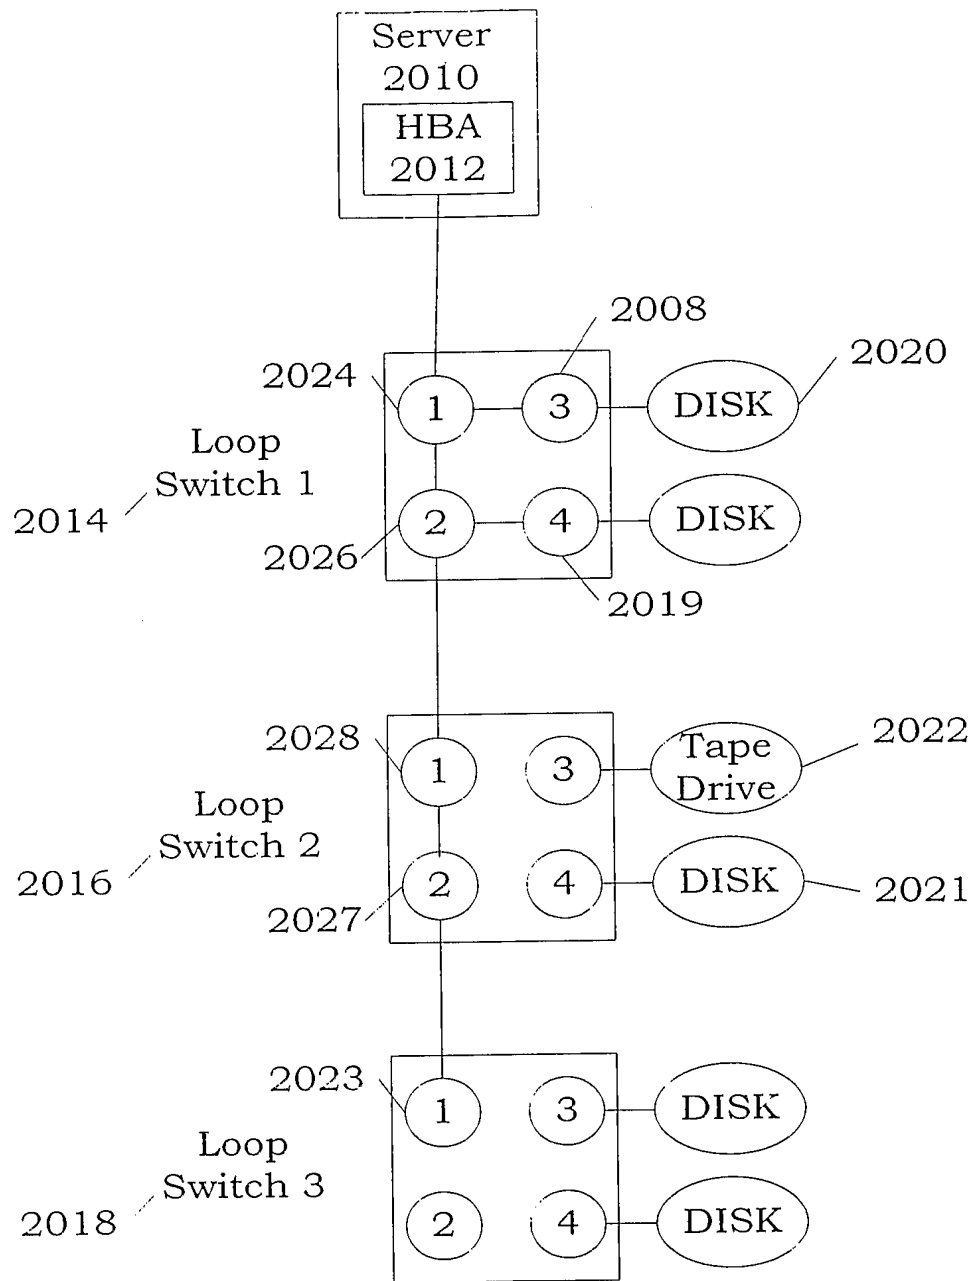 Server
2010
HBA
2012
2008
2024
1
3
DISK
2020
Loop
Switch 1
2014
2
4
DISK
2026
2019
2028
1
3
Tape
Drive
2022
Loop
Switch 2
2016
2
4
DISK
2021
2027
2023
1
3
DISK
Loop
Switch 3
2018
2
4
DISK